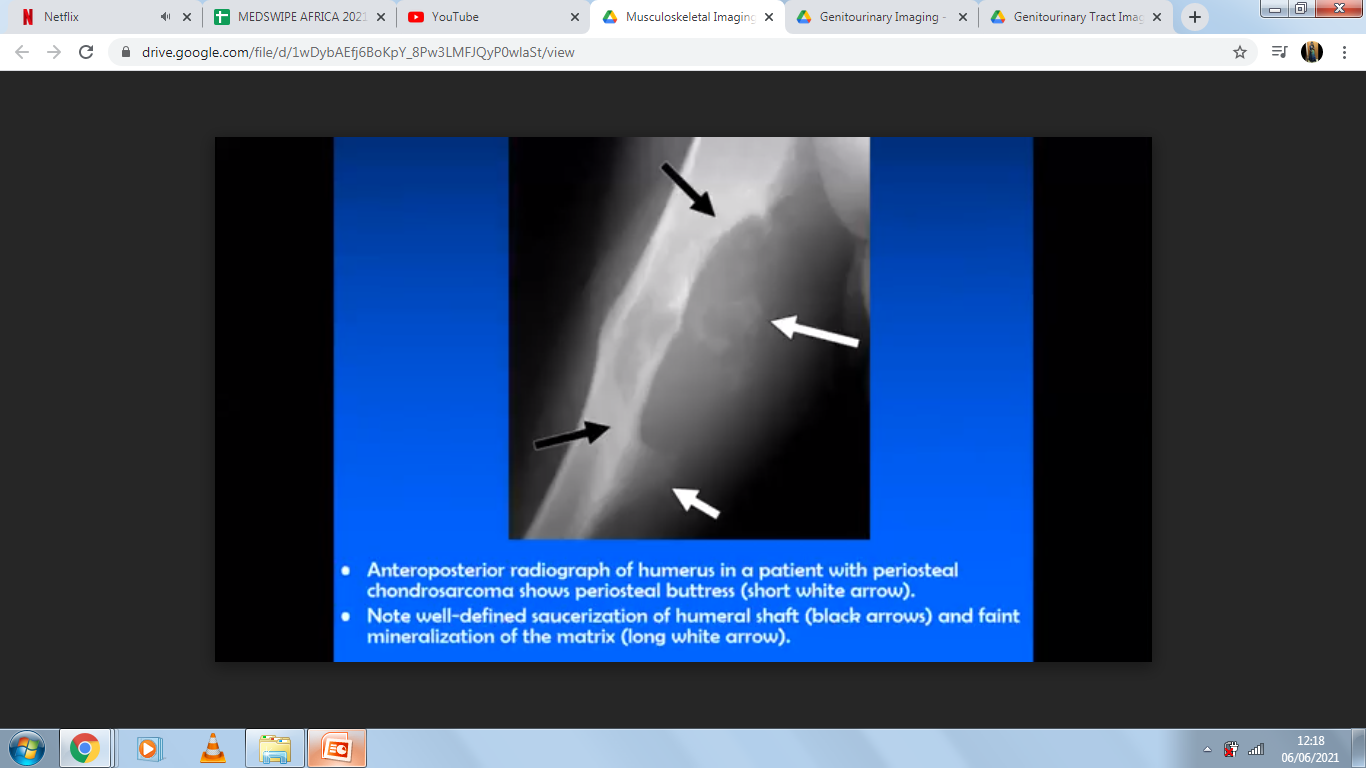 Netflix
MEDSWIPE AFRICA 2021
YouTube
Musculoskeletal Imaging
Genitourinary Imaging -
Genitourinary Tract Imag
drive.google.com/file/d/1wDybAEfj6BoKpY_8Pw3LMFJQyP0wlaSt/view
• Anteroposterior radiograph of humerus in a patient with periosteal
chondrosarcoma shows periosteal buttress (short white arrow).
• Note well-defined saucerization of humeral shaft (black arrows) and faint
mineralization of the matrix (long white arrow).
12:18
06/06/2021